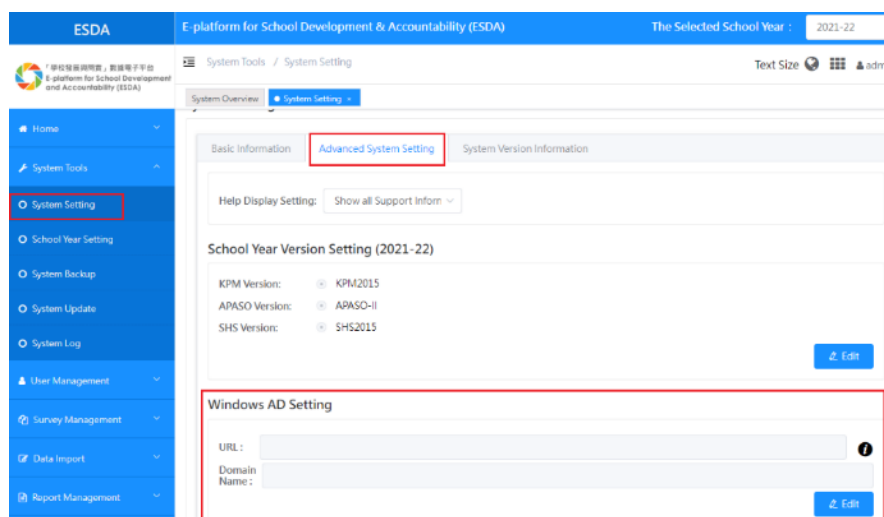 ESDA
E-platform for School Development & Accountability (ESDA)
The Selected School Year :
2021-22
「學校發展與問責」數據電子平台
E-platform for School Development
and Accountability (ESDA)
System Tools / System Setting
Text Size
adm
System Overview
System Setting ×
Home
System Tools
System Setting
School Year Setting
System Backup
System Update
System Log
User Management
Survey Management
Data Import
Report Management
Basic Information
Advanced System Setting
System Version Information
Help Display Setting:
Show all Support Inform
School Year Version Setting (2021-22)
KPM Version:
KPM2015
APASO Version:
APASO-II
SHS Version:
SHS2015
Edit
Windows AD Setting
URL :
Domain
Name :
Edit